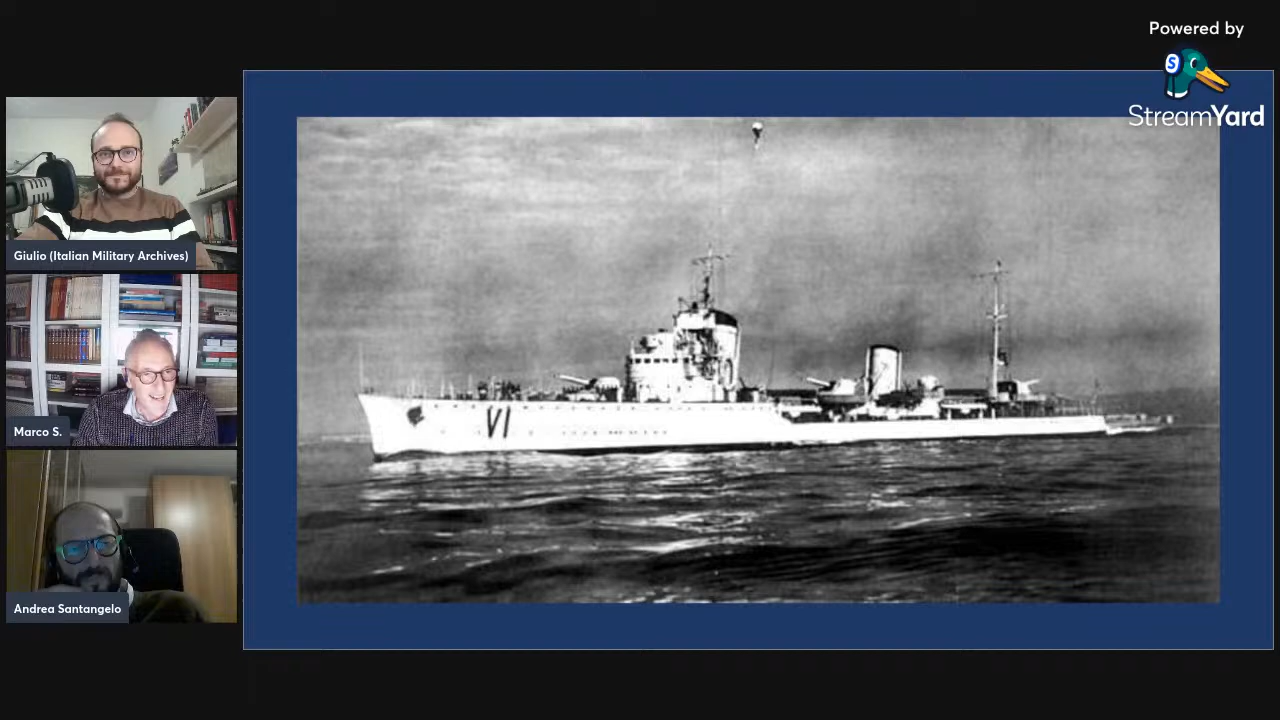 Powered by
S
StreamYard
Giulio (Italian Military Archives)
VI
Marco S.
Andrea Santangelo